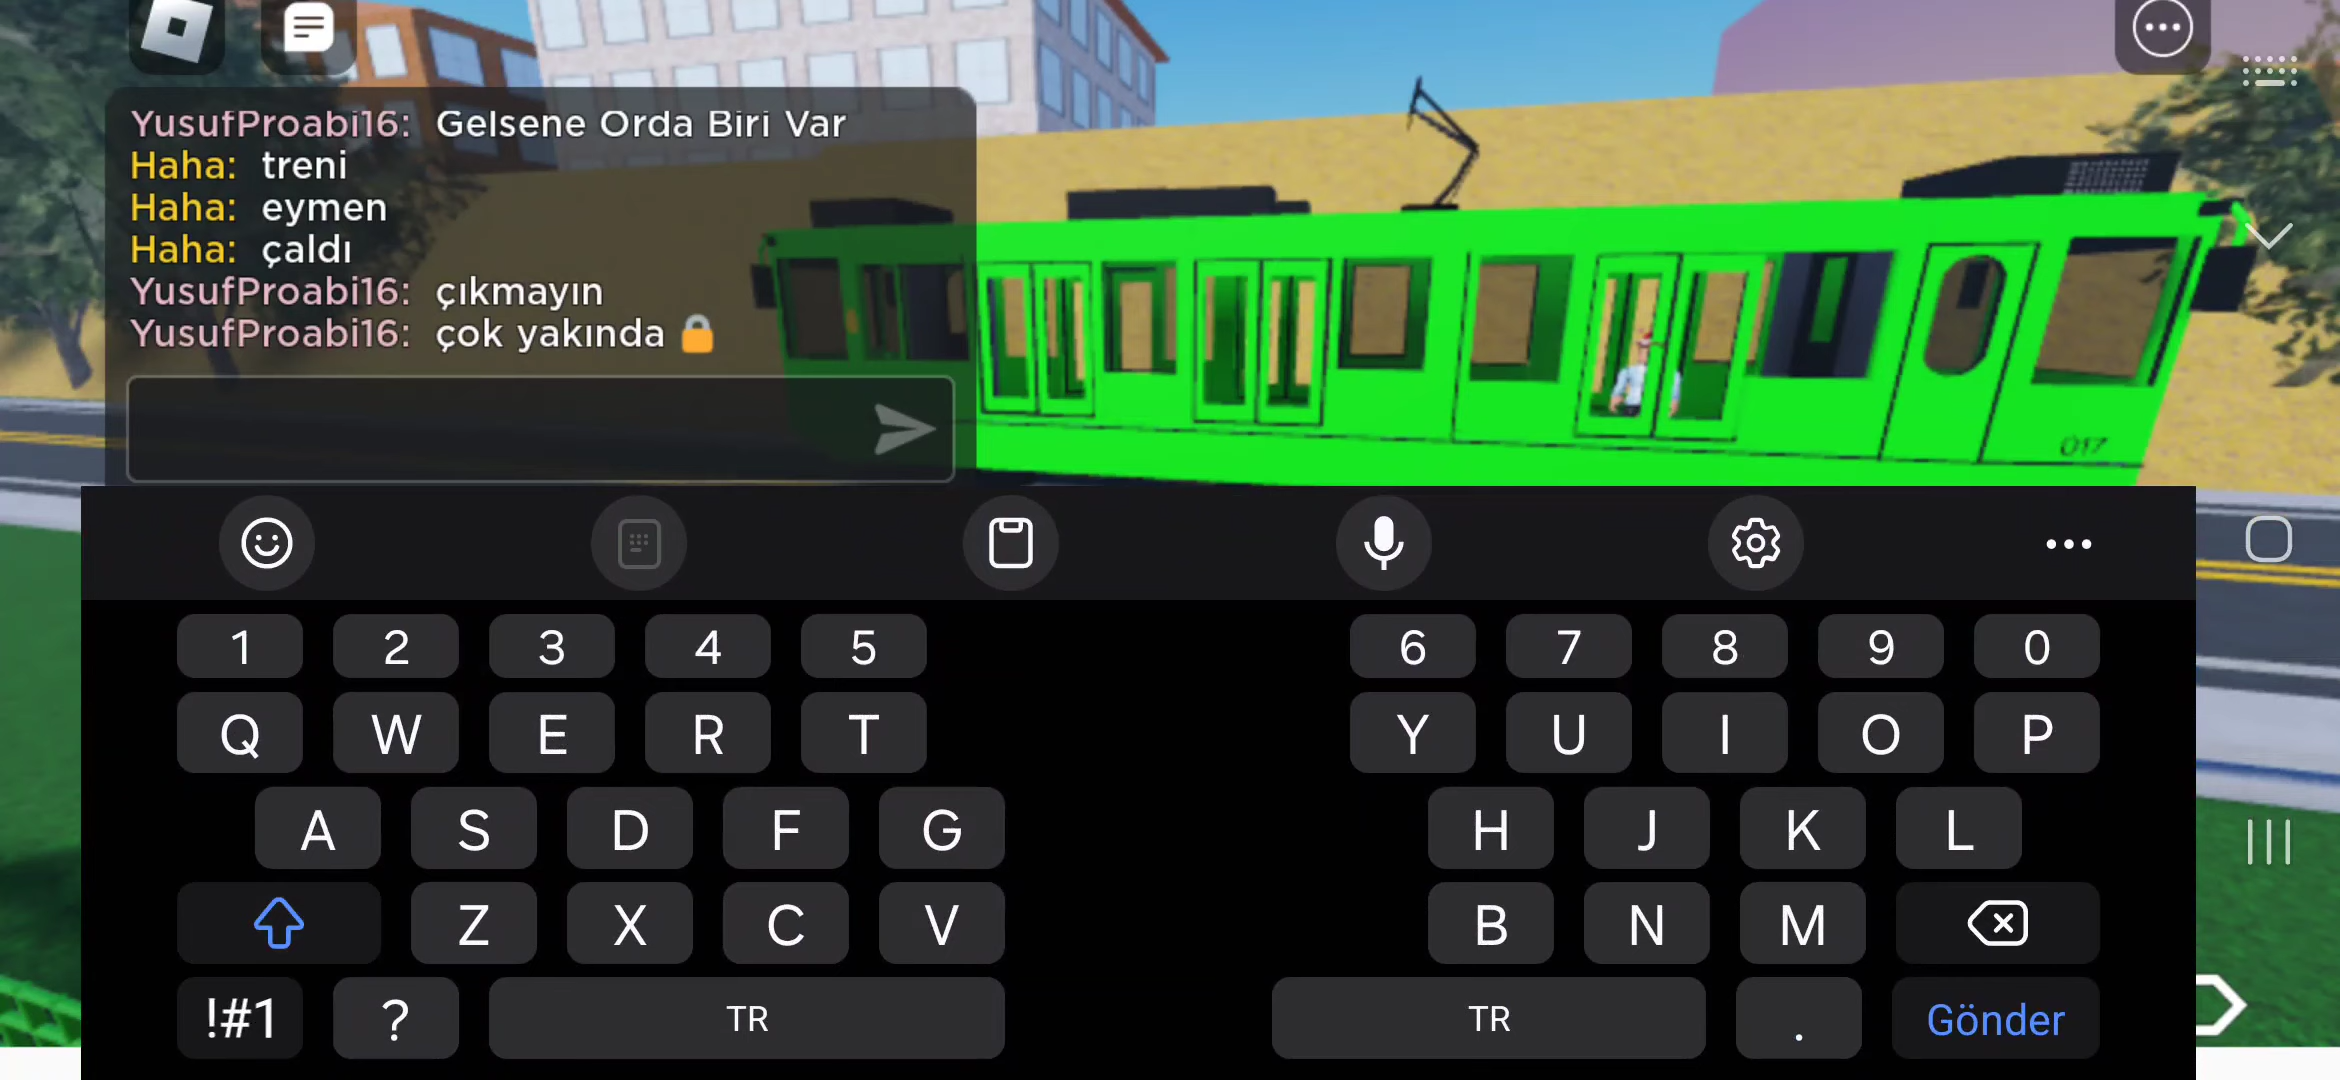 YusufProabi16: Gelsene Orda Biri Var
Haha: treni
Haha: eymen
Haha: çaldı
YusufProabi16: çıkmayın
YusufProabi16: çok yakında 🔒
017
1 2 3 4 5 6 7 8 9 0
Q W E R T Y U I O P
A S D F G H J K L
Z X C V B N M
!#1 ? TR TR . Gönder